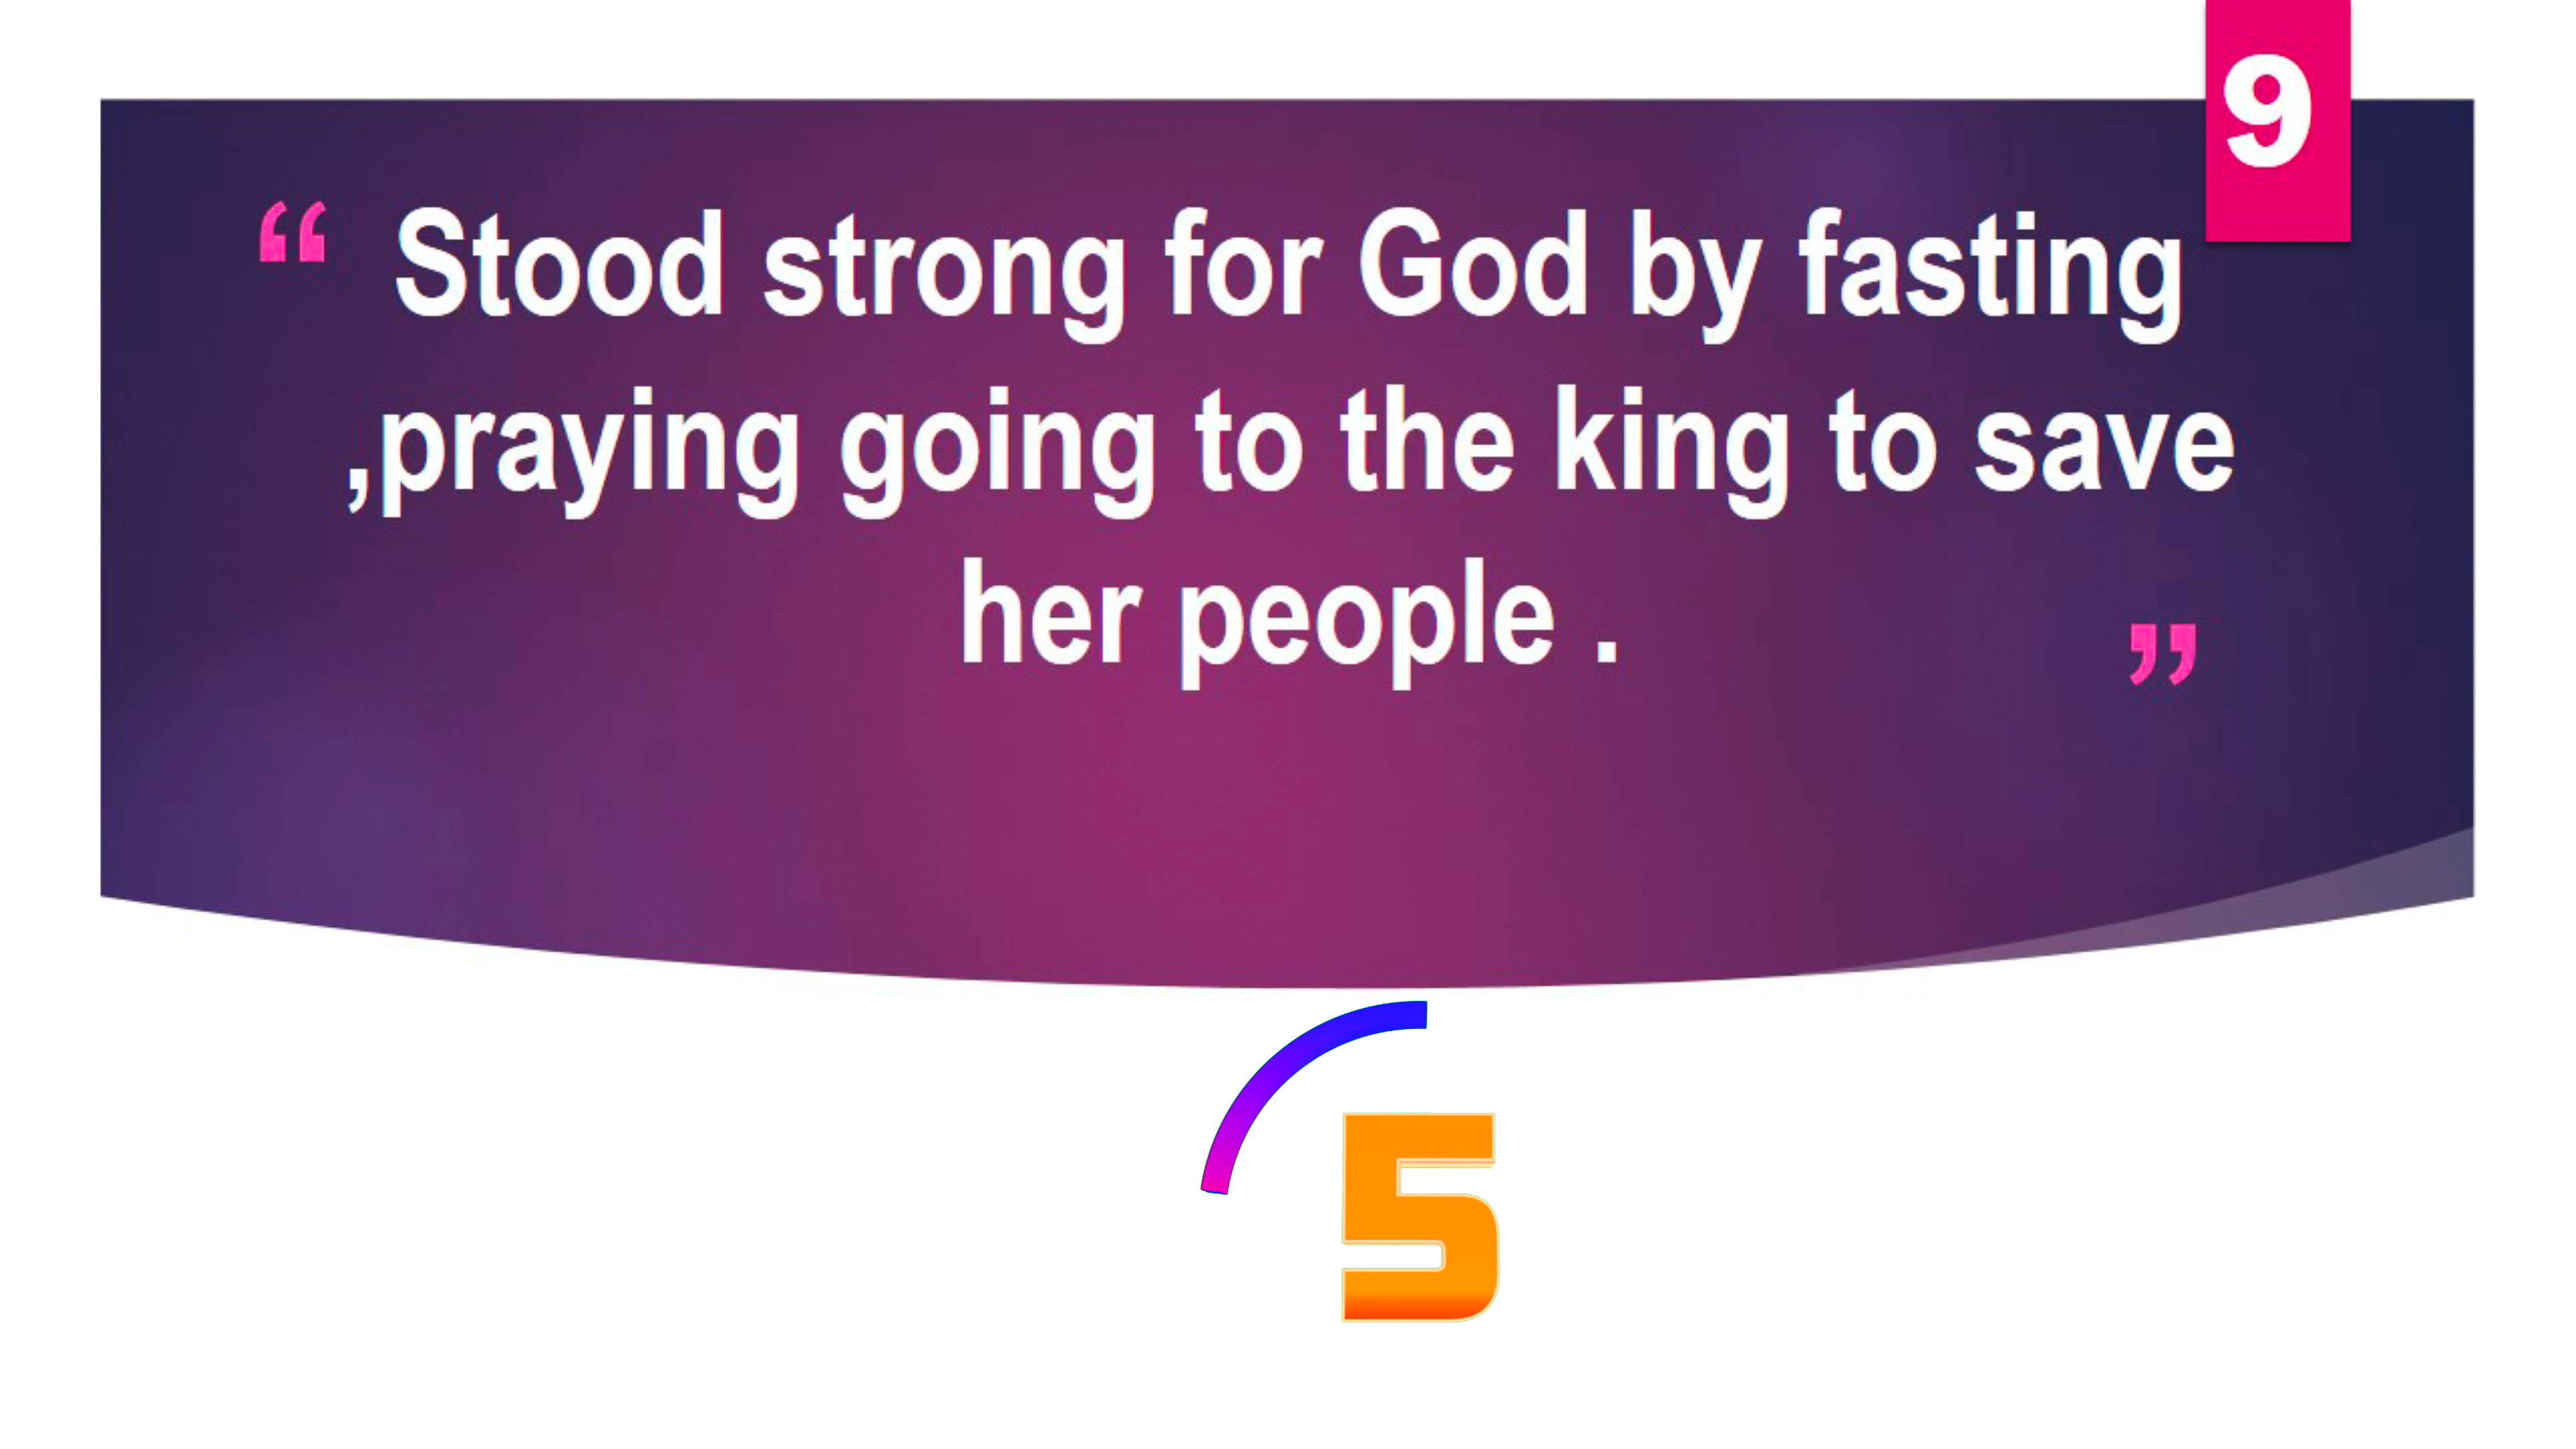 9
“ Stood strong for God by fasting
,praying going to the king to save
her people . ”
5